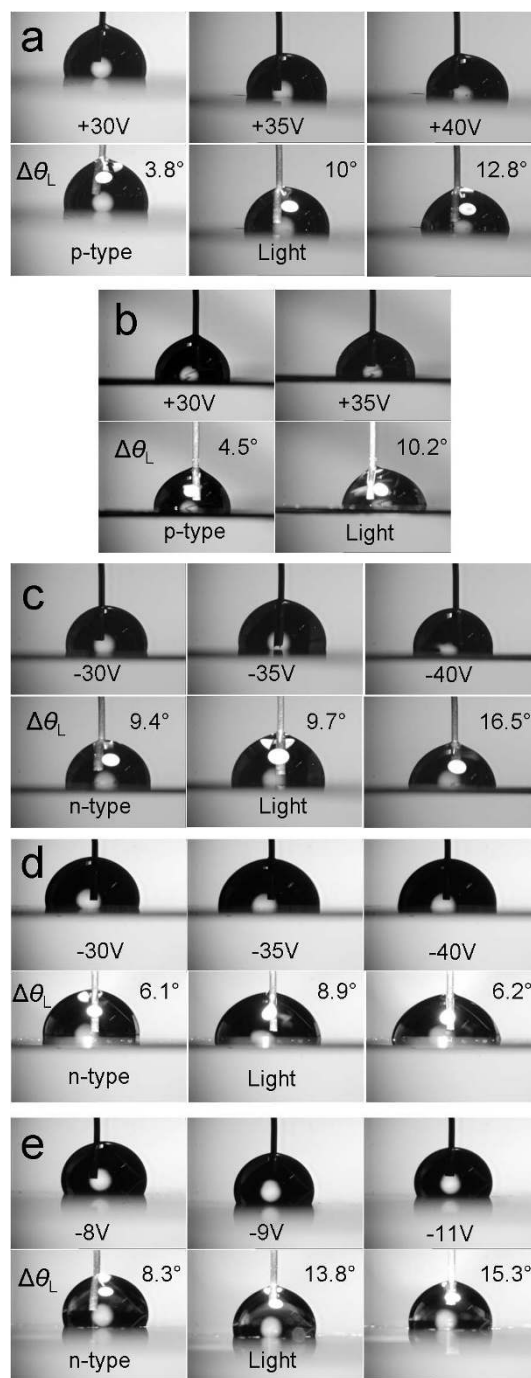 a
+30V +35V +40V
ΔθL 3.8° 10° 12.8°
p-type Light
b
+30V +35V
ΔθL 4.5° 10.2°
p-type Light
c
-30V -35V -40V
ΔθL 9.4° 9.7° 16.5°
n-type Light
d
-30V -35V -40V
ΔθL 6.1° 8.9° 6.2°
n-type Light
e
-8V -9V -11V
ΔθL 8.3° 13.8° 15.3°
n-type Light